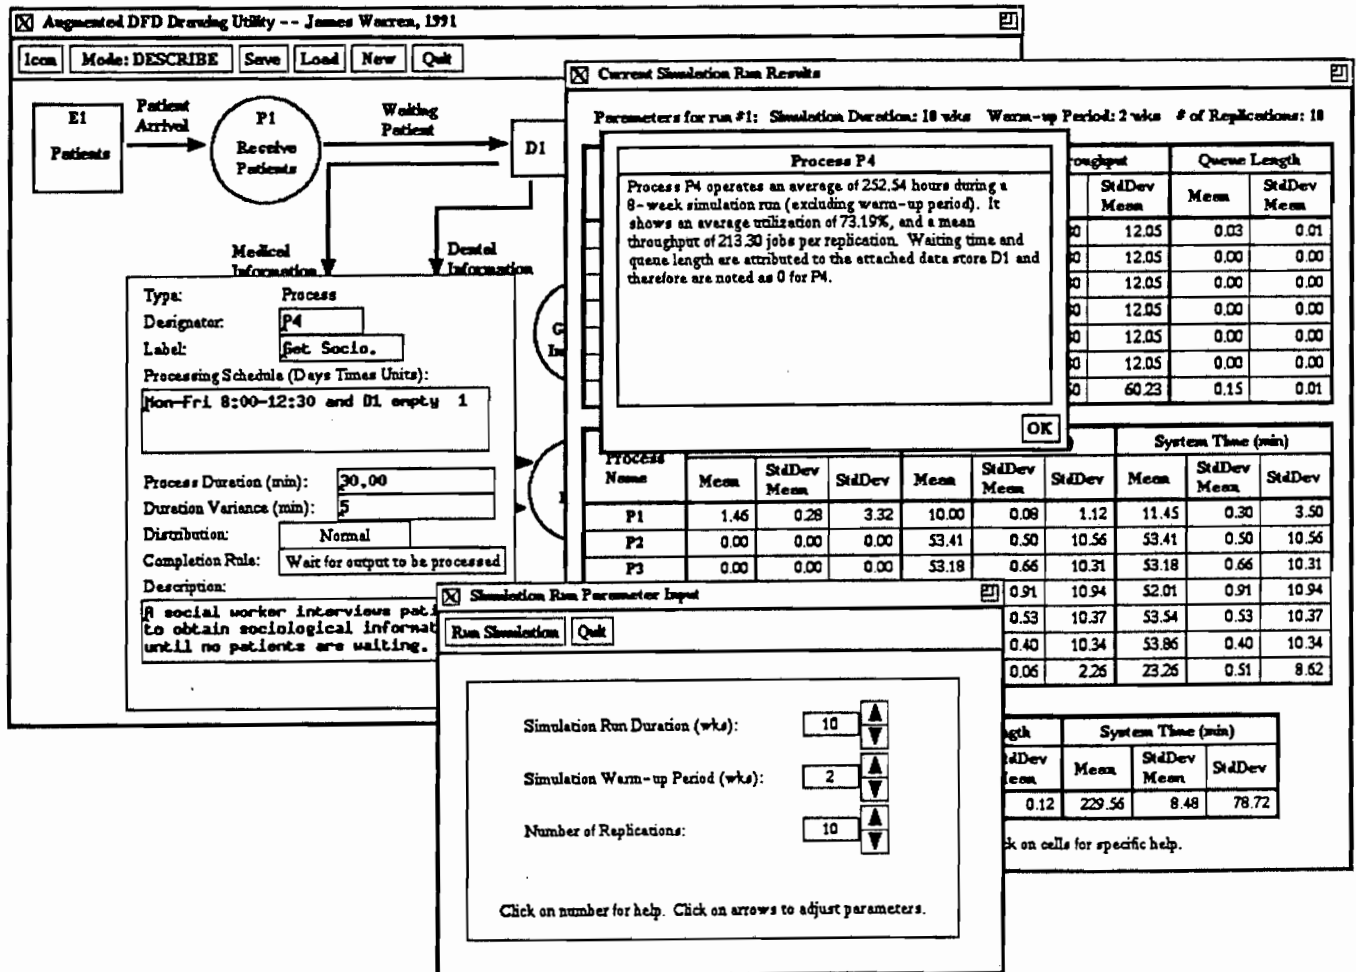 Augmented DFD Drawing Utility -- James Warren, 1991
Icon Mode: DESCRIBE Save Load New Quit
E1
Patients
Patient
Arrival
P1
Receive
Patients
Waiting
Patient
D1
Medical
Information
Dental
Information
G
In
Type: Process
Designator: P4
Label: Get Socio.
Processing Schedule (Days Times Units):
Mon-Fri 8:00-12:30 and D1 empty 1
Process Duration (min): 30.00
Duration Variance (min): 5
Distribution: Normal
Completion Rule: Wait for output to be processed
Description:
A social worker interviews pati
to obtain sociological informat
until no patients are waiting.
Current Simulation Run Results
Parameters for run #1: Simulation Duration: 10 wks Warm-up Period: 2 wks # of Replications: 10
Process P4
Process P4 operates an average of 252.54 hours during a
8-week simulation run (excluding warm-up period). It
shows an average utilization of 73.19%, and a mean
throughput of 213.30 jobs per replication. Waiting time and
queue length are attributed to the attached data store D1 and
therefore are noted as 0 for P4.
OK
roughput Queue Length
StdDev Mean Mean StdDev Mean
0 12.05 0.03 0.01
0 12.05 0.00 0.00
0 12.05 0.00 0.00
0 12.05 0.00 0.00
0 12.05 0.00 0.00
0 12.05 0.00 0.00
0 60.23 0.15 0.01
System Time (min)
Process Name Mean StdDev Mean StdDev Mean StdDev Mean StdDev Mean StdDev Mean StdDev
P1 1.46 0.28 3.32 10.00 0.08 1.12 11.45 0.30 3.50
P2 0.00 0.00 0.00 53.41 0.50 10.56 53.41 0.50 10.56
P3 0.00 0.00 0.00 53.18 0.66 10.31 53.18 0.66 10.31
0.91 10.94 52.01 0.91 10.94
0.53 10.37 53.54 0.53 10.37
0.40 10.34 53.86 0.40 10.34
0.06 2.26 23.26 0.51 8.62
ngth System Time (min)
tdDev Mean Mean StdDev Mean StdDev
0.12 229.56 8.48 78.72
k on cells for specific help.
Simulation Run Parameter Input
Run Simulation Quit
Simulation Run Duration (wks): 10
Simulation Warm-up Period (wks): 2
Number of Replications: 10
Click on number for help. Click on arrows to adjust parameters.